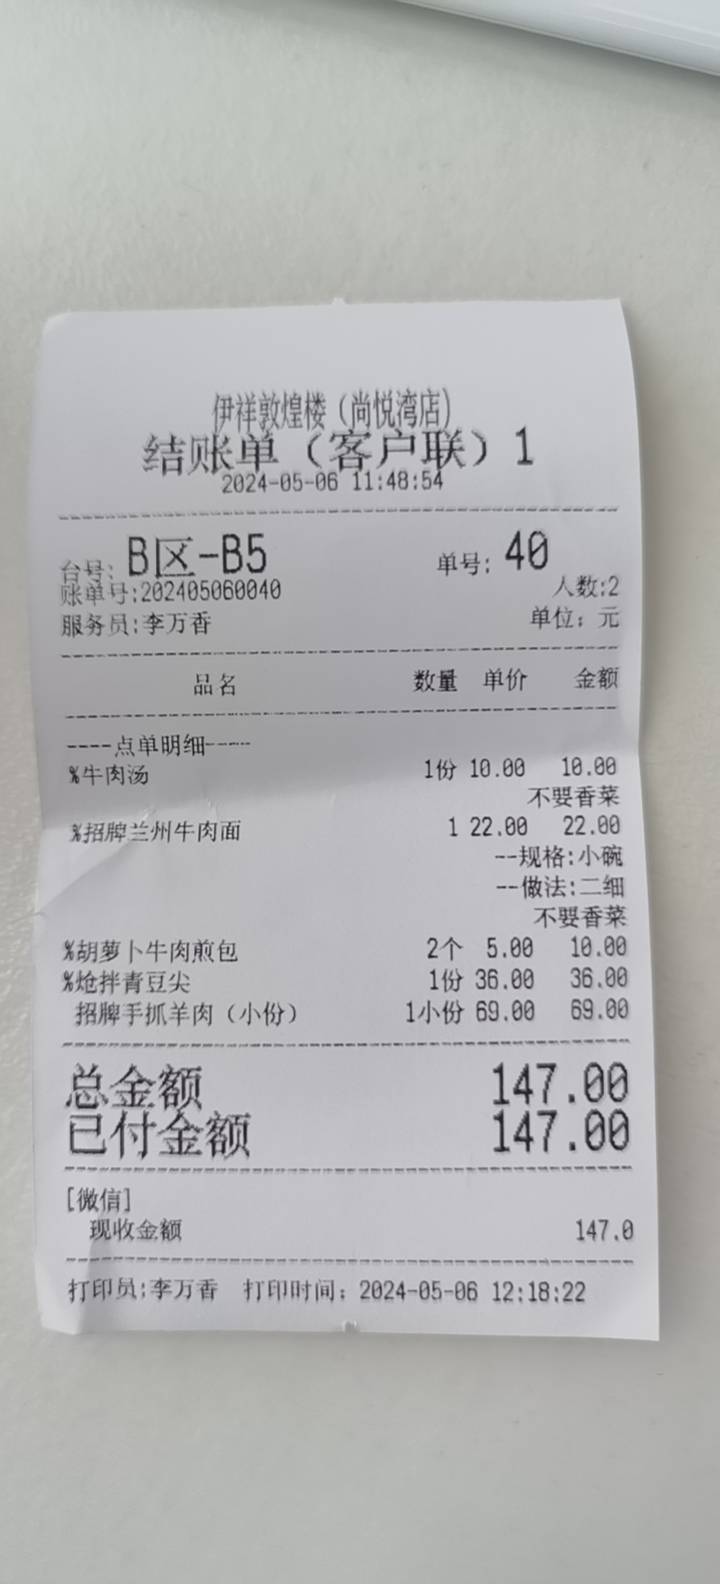 伊祥敦煌楼（尚悦湾店）
结账单（客户联）1
2024-05-06 11:48:54
台号: B区-B5 单号: 40
账单号:202405060040 人数:2
服务员:李万香 单位：元
品名 数量 单价 金额
----点单明细----
%牛肉汤 1份 10.00 10.00
不要香菜
%招牌兰州牛肉面 1 22.00 22.00
--规格:小碗
--做法:二细
不要香菜
%胡萝卜牛肉煎包 2个 5.00 10.00
%炝拌青豆尖 1份 36.00 36.00
招牌手抓羊肉（小份） 1小份 69.00 69.00
总金额 147.00
已付金额 147.00
[微信]
现收金额 147.0
打印员:李万香 打印时间：2024-05-06 12:18:22